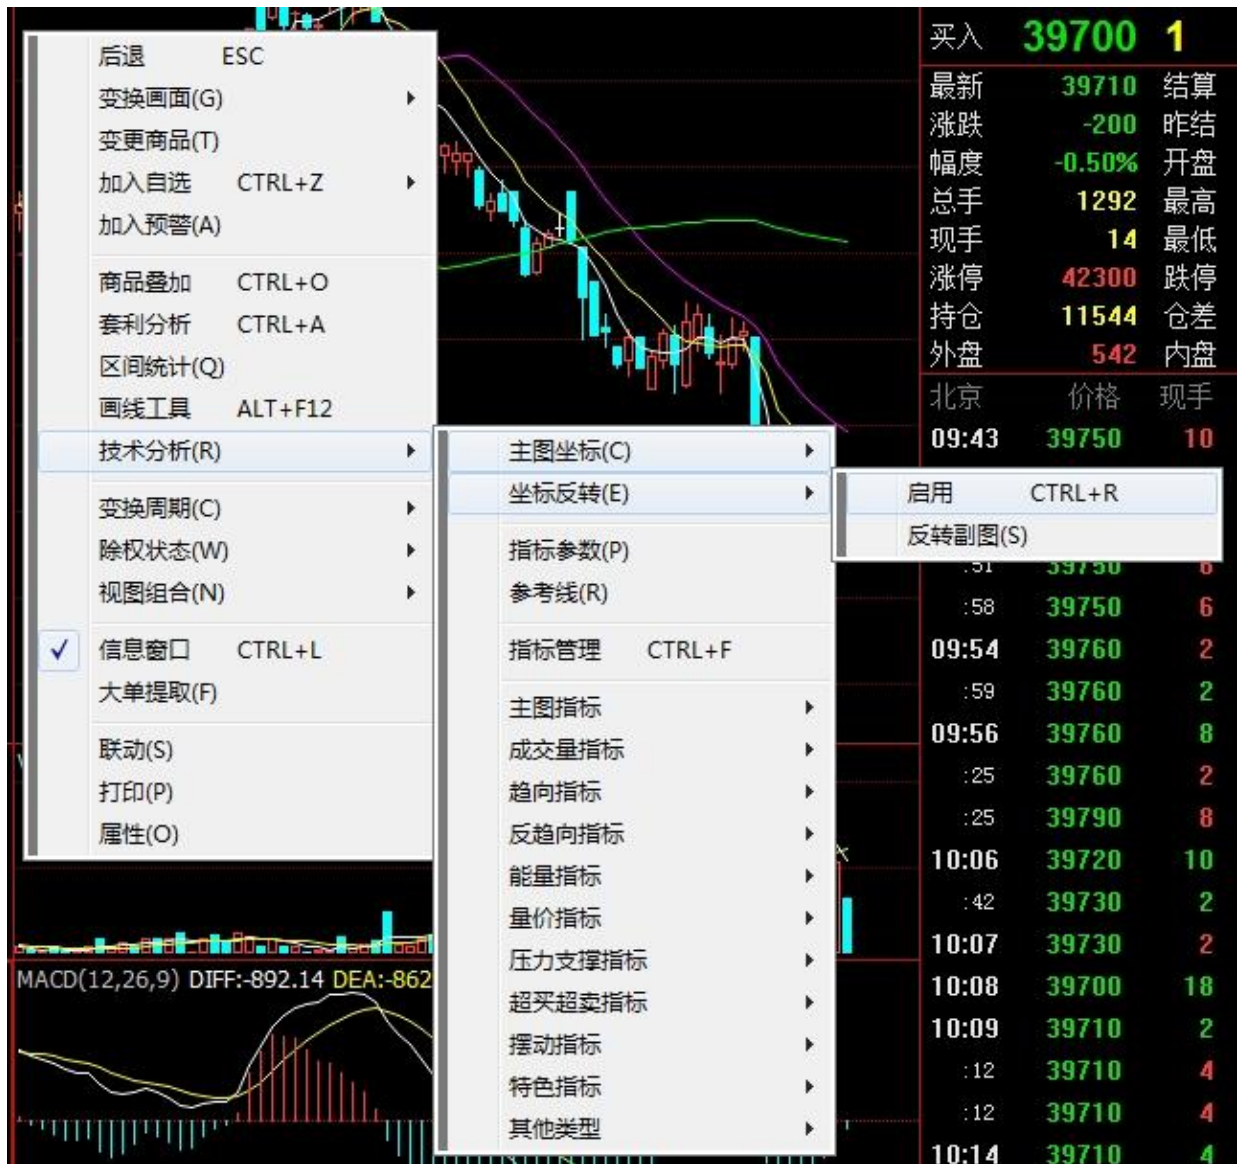 后退 ESC
变换画面(G)
变更商品(T)
加入自选 CTRL+Z
加入预警(A)
商品叠加 CTRL+O
套利分析 CTRL+A
区间统计(Q)
画线工具 ALT+F12
技术分析(R)
变换周期(C)
除权状态(W)
视图组合(N)
信息窗口 CTRL+L
大单提取(F)
联动(S)
打印(P)
属性(O)
主图坐标(C)
坐标反转(E)
指标参数(P)
参考线(R)
指标管理 CTRL+F
主图指标
成交量指标
趋向指标
反趋向指标
能量指标
量价指标
压力支撑指标
超买超卖指标
摆动指标
特色指标
其他类型
启用 CTRL+R
反转副图(S)
MACD(12,26,9) DIFF:-892.14 DEA:-862
买入 39700 1
最新 39710 结算
涨跌 -200 昨结
幅度 -0.50% 开盘
总手 1292 最高
现手 14 最低
涨停 42300 跌停
持仓 11544 仓差
外盘 542 内盘
北京 价格 现手
09:43 39750 10
:51 39750 6
:58 39750 6
09:54 39760 2
:59 39760 2
09:56 39760 8
:25 39760 2
:25 39790 8
10:06 39720 10
:42 39730 2
10:07 39730 2
10:08 39700 18
10:09 39710 2
:12 39710 4
:12 39710 4
10:14 39710 4